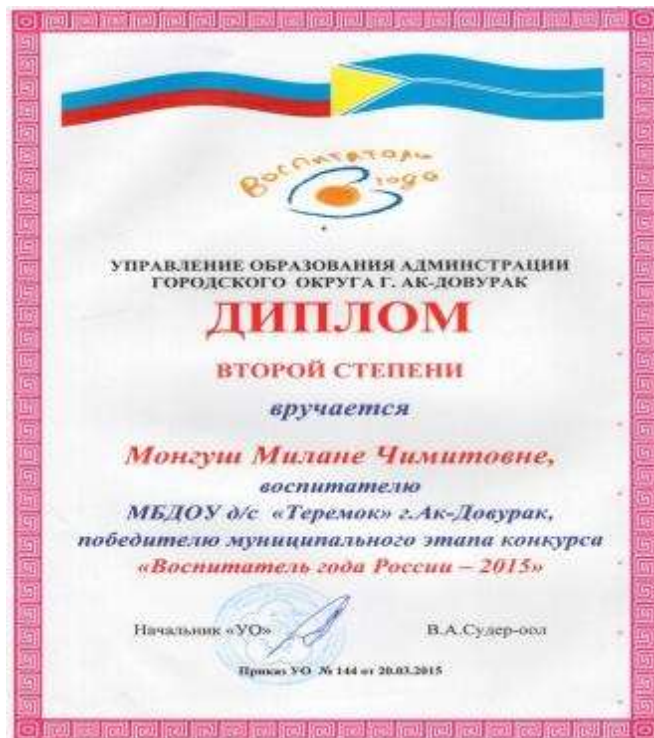 Воспитатель
года
УПРАВЛЕНИЕ ОБРАЗОВАНИЯ АДМИНСТРАЦИИ
ГОРОДСКОГО ОКРУГА Г. АК-ДОВУРАК
ДИПЛОМ
ВТОРОЙ СТЕПЕНИ
вручается
Монгуш Милане Чимитовне,
воспитателю
МБДОУ д/с «Теремок» г.Ак-Довурак,
победителю муниципального этапа конкурса
«Воспитатель года России – 2015»
Начальник «УО» В.А.Судер-оол
Приказ УО № 144 от 20.03.2015